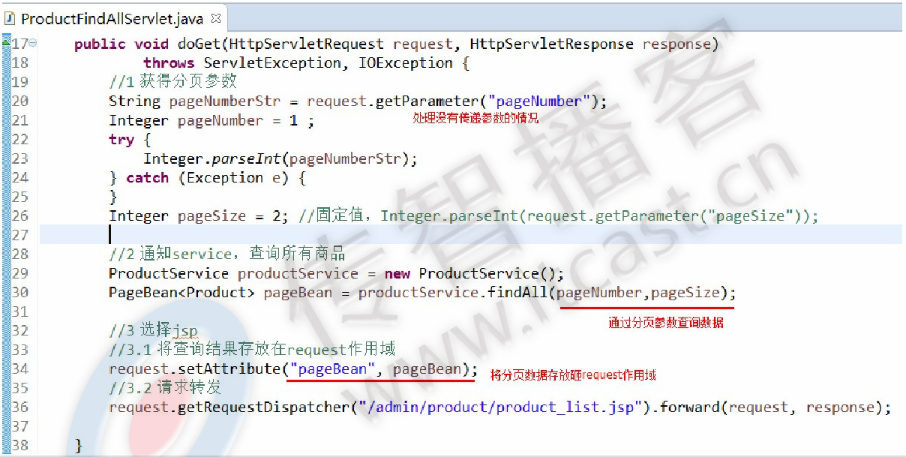 ProductFindAllServlet.java
17 public void doGet(HttpServletRequest request, HttpServletResponse response)
18 throws ServletException, IOException {
19 //1 获得分页参数
20 String pageNumberStr = request.getParameter("pageNumber");
21 Integer pageNumber = 1 ;
处理没有传递参数的情况
22 try {
23 Integer.parseInt(pageNumberStr);
24 } catch (Exception e) {
25 }
26 Integer pageSize = 2; //固定值，Integer.parseInt(request.getParameter("pageSize"));
27
28 //2 通知service，查询所有商品
29 ProductService productService = new ProductService();
30 PageBean<Product> pageBean = productService.findAll(pageNumber,pageSize);
31
通过分页参数查询数据
32 //3 选择jsp
33 //3.1 将查询结果存放在request作用域
34 request.setAttribute("pageBean", pageBean);
将分页数据存放砸request作用域
35 //3.2 请求转发
36 request.getRequestDispatcher("/admin/product/product_list.jsp").forward(request, response);
37
38 }
传智播客
www.itcast.cn